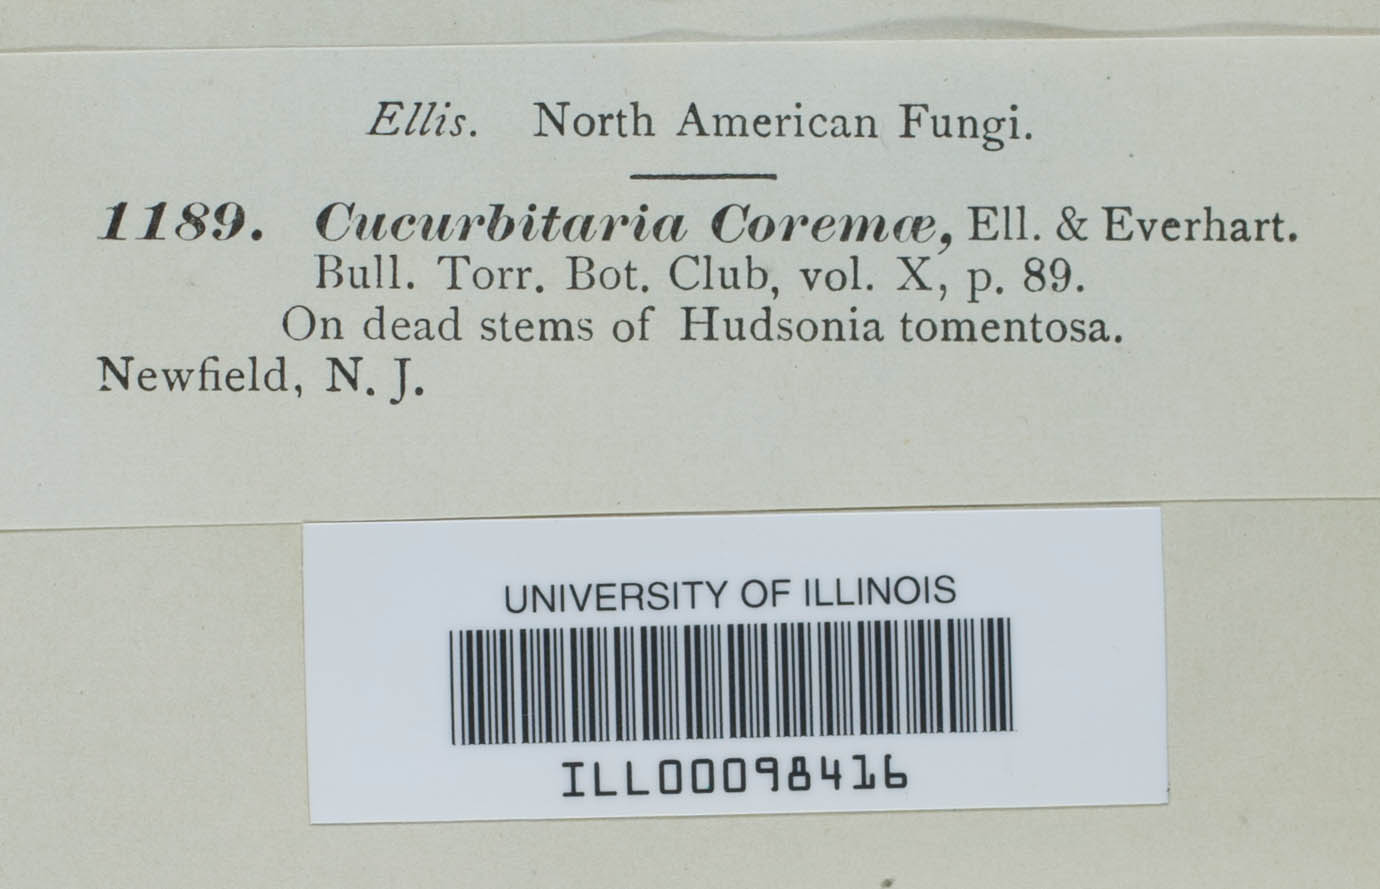 Ellis. North American Fungi.
1189. Cucurbitaria Coremæ, Ell. & Everhart.
Bull. Torr. Bot. Club, vol. X, p. 89.
On dead stems of Hudsonia tomentosa.
Newfield, N. J.
UNIVERSITY OF ILLINOIS
ILL00098416